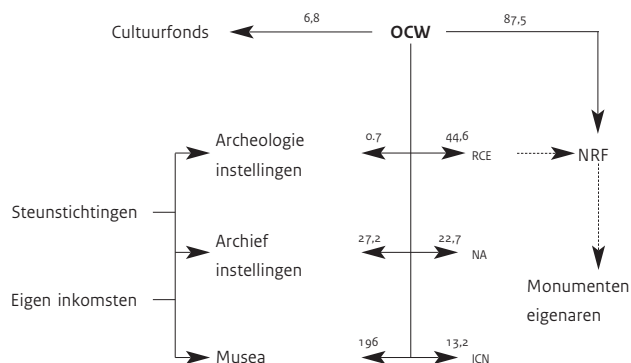 6,8
87,5
Cultuurfonds
OCW
Archeologie
instellingen
0.7
44,6
RCE
NRF
Steunstichtingen
Archief
instellingen
27,2
22,7
NA
Eigen inkomsten
Monumenten
eigenaren
Musea
196
13,2
ICN